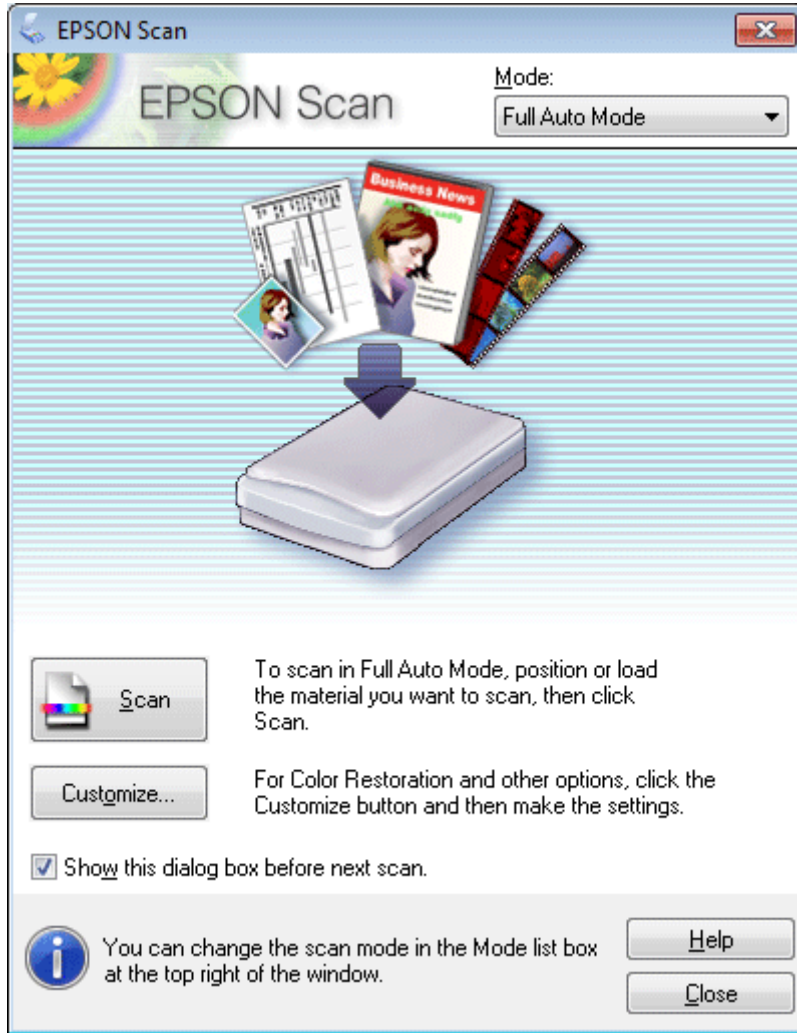 EPSON Scan
EPSON Scan
Mode:
Full Auto Mode
Business News
Scan
To scan in Full Auto Mode, position or load
the material you want to scan, then click
Scan.
Customize...
For Color Restoration and other options, click the
Customize button and then make the settings.
Show this dialog box before next scan.
You can change the scan mode in the Mode list box
at the top right of the window.
Help
Close